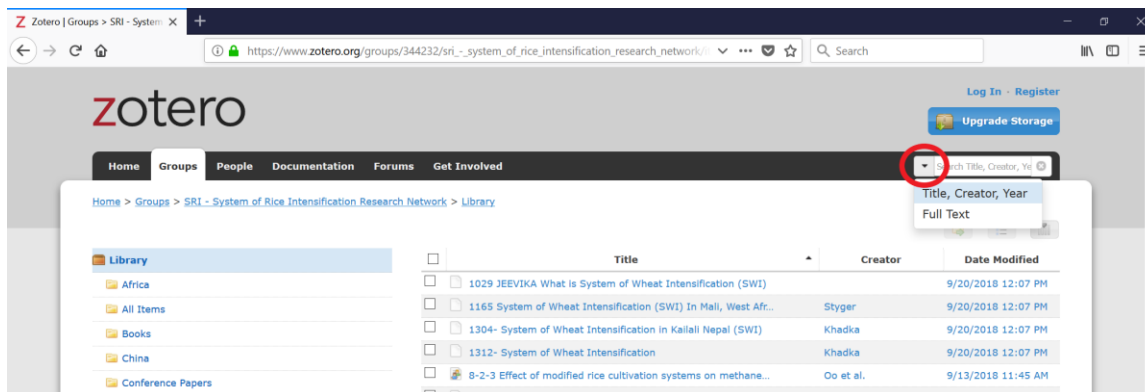 Zotero | Groups > SRI - System
https://www.zotero.org/groups/344232/sri_-_system_of_rice_intensification_research_network/i
Search
Log In · Register
zotero
Upgrade Storage
Home Groups People Documentation Forums Get Involved
Search Title, Creator, Ye
Home > Groups > SRI - System of Rice Intensification Research Network > Library
Title, Creator, Year
Full Text
Library
Title Creator Date Modified
Africa
1029 JEEVIKA What is System of Wheat Intensification (SWI) 9/20/2018 12:07 PM
All Items
1165 System of Wheat Intensification (SWI) In Mali, West Afr... Styger 9/20/2018 12:07 PM
Books
1304- System of Wheat Intensification in Kailali Nepal (SWI) Khadka 9/20/2018 12:07 PM
China
1312- System of Wheat Intensification Khadka 9/20/2018 12:07 PM
Conference Papers
8-2-3 Effect of modified rice cultivation systems on methane... Oo et al. 9/13/2018 11:45 AM